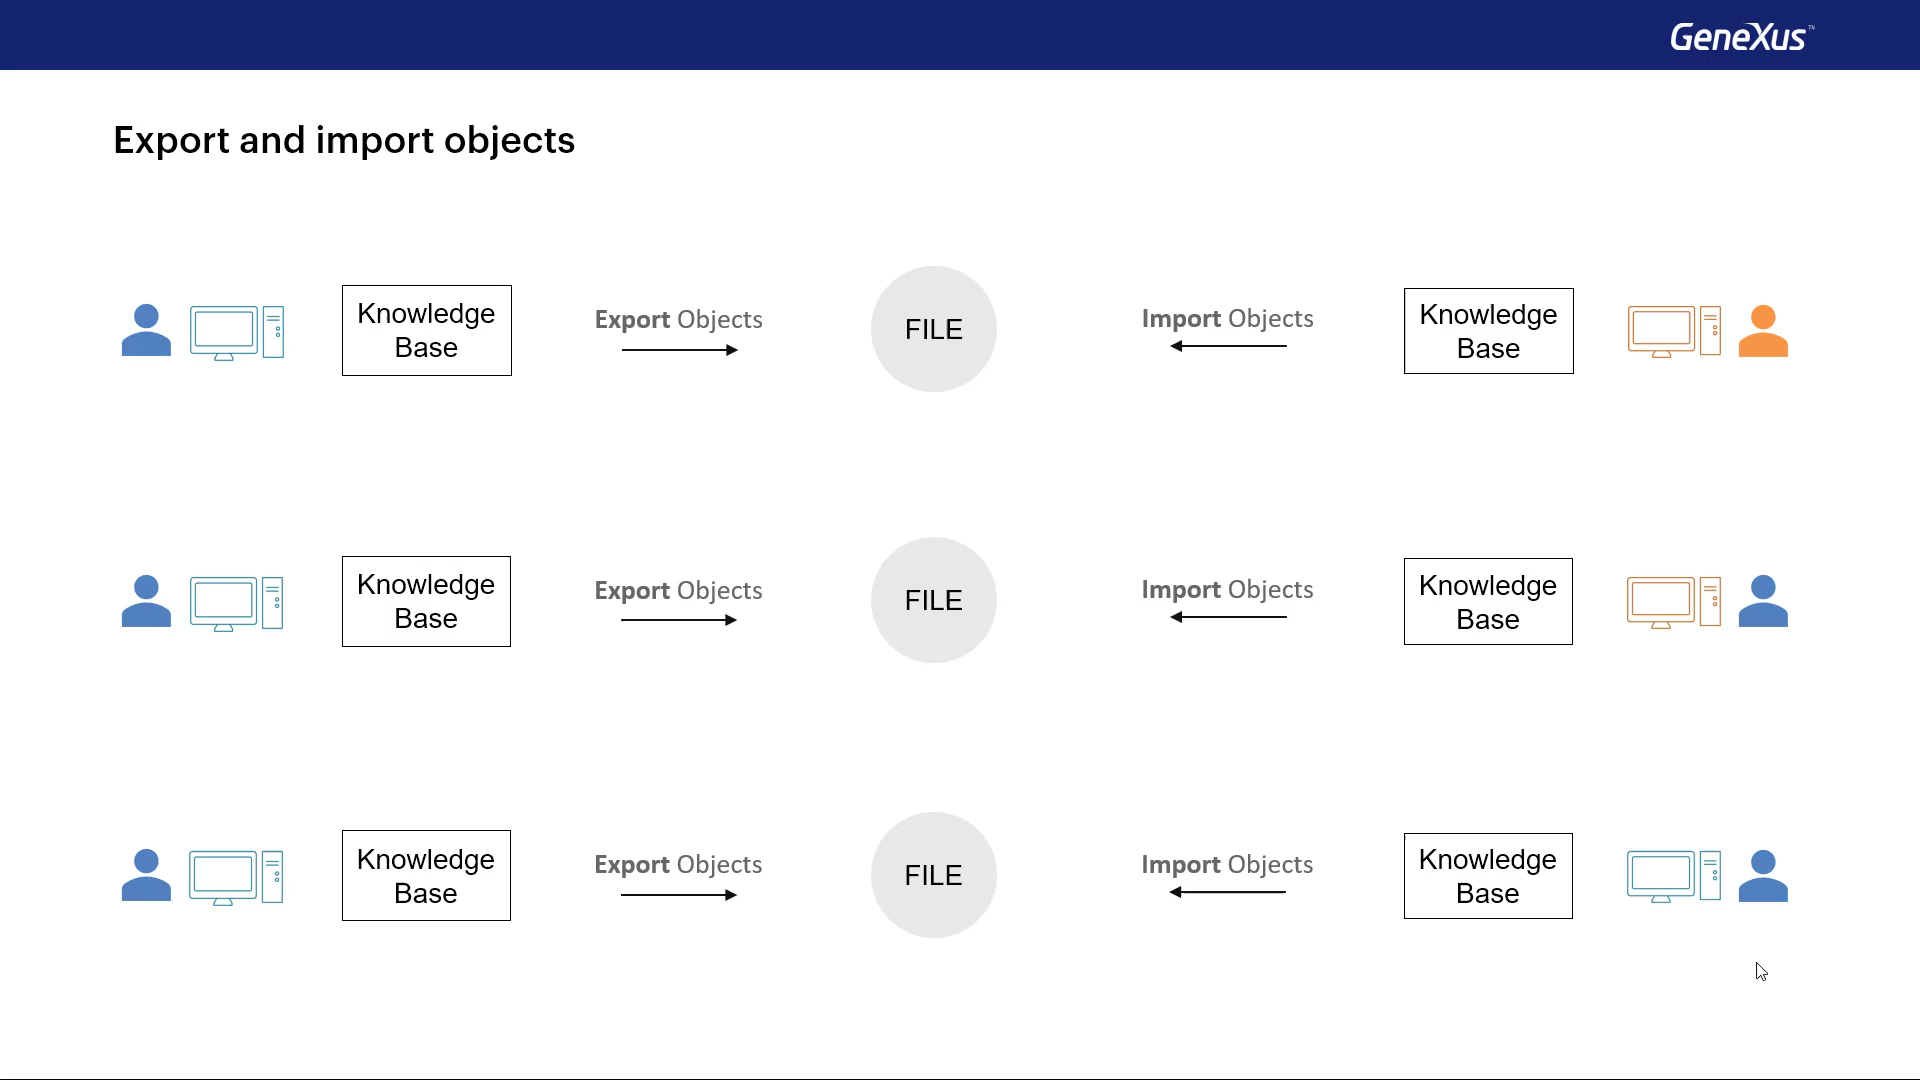 GeneXus™
Export and import objects
Knowledge
Base
Export Objects
FILE
Import Objects
Knowledge
Base
Knowledge
Base
Export Objects
FILE
Import Objects
Knowledge
Base
Knowledge
Base
Export Objects
FILE
Import Objects
Knowledge
Base